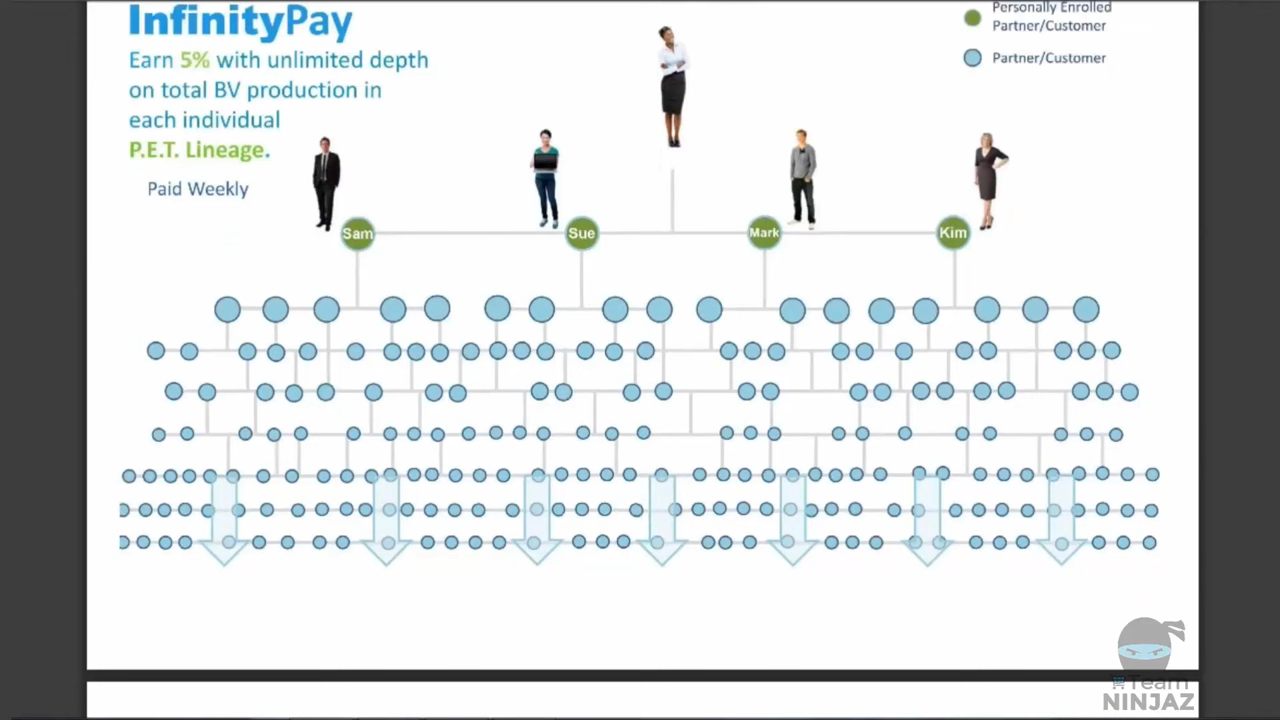 InfinityPay
Earn 5% with unlimited depth
on total BV production in
each individual
P.E.T. Lineage.
Paid Weekly
Personally Enrolled
Partner/Customer
Partner/Customer
Sam
Sue
Mark
Kim
Team
NINJAZ